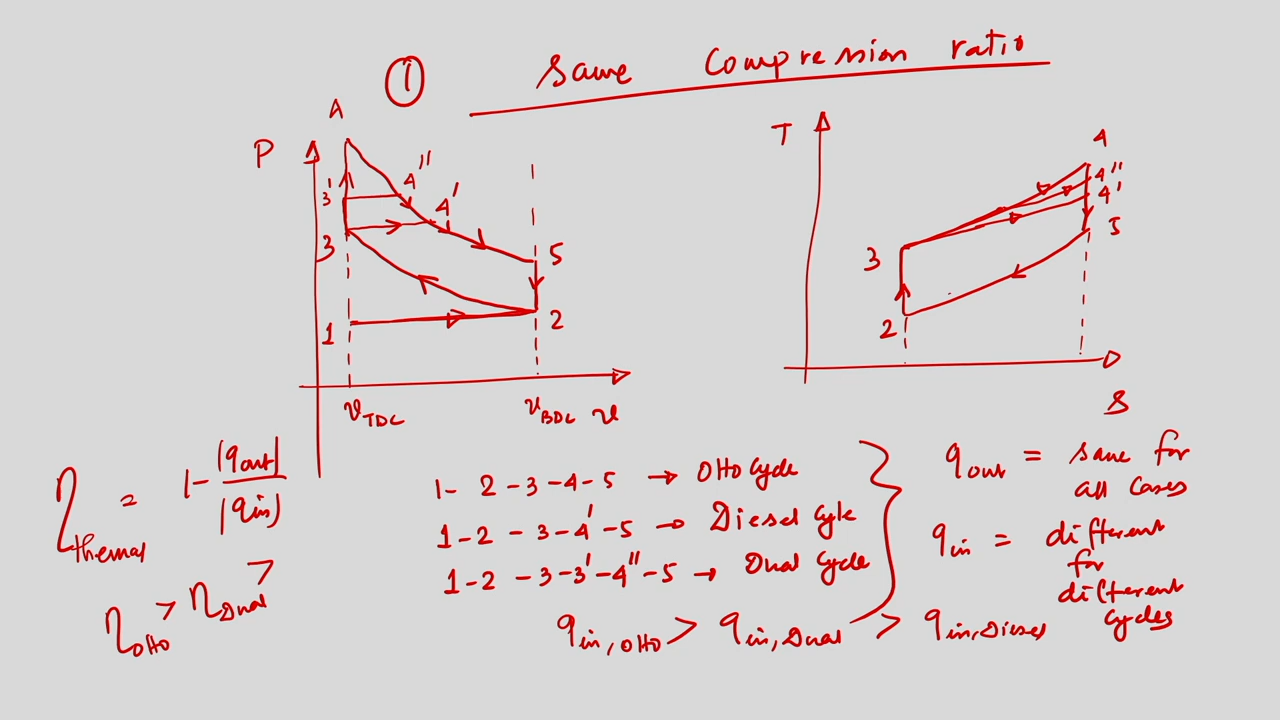 ① Same Compression ratio
A
P
3'
4''
4'
3
5
1
2
v_TDC
v_BDC v
T
4
4''
4'
5
3
2
S
η_thermal = 1 - |q_out| / |q_in|
η_Otto > η_Dual >
1-2-3-4-5 → Otto Cycle
1-2-3-4'-5 → Diesel Cycle
1-2-3-3'-4''-5 → Dual Cycle
q_out = same for
all cases
q_in = different
for
different
cycles
q_in,Otto > q_in,Dual > q_in,Diesel